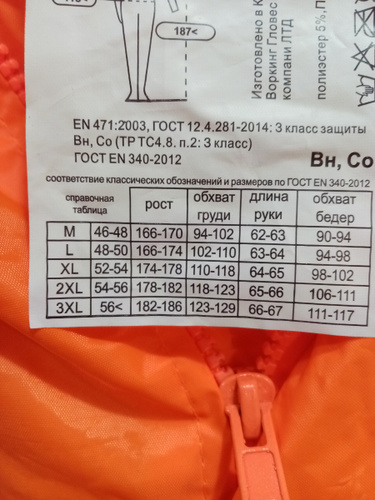 187<
Изготовлено в К
Воркинг Гловес
компани ЛТД
полиэстер 5%, П
EN 471:2003, ГОСТ 12.4.281-2014: 3 класс защиты
Вн, Со (ТР ТС4.8. п.2: 3 класс)
ГОСТ EN 340-2012
Вн, Со
соответствие классических обозначений и размеров по ГОСТ EN 340-2012
справочная таблица рост обхват груди длина руки обхват бедер
M 46-48 166-170 94-102 62-63 90-94
L 48-50 166-174 102-110 63-64 94-98
XL 52-54 174-178 110-118 64-65 98-102
2XL 54-56 178-182 118-123 65-66 106-111
3XL 56< 182-186 123-129 66-67 111-117